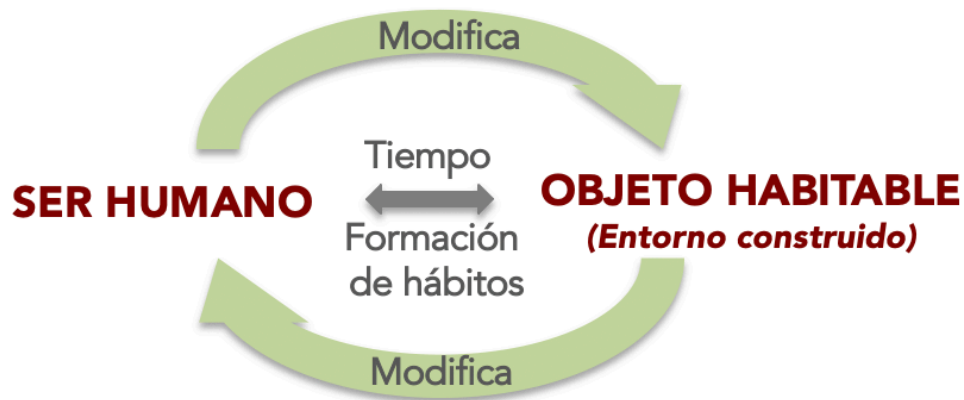 Modifica
Tiempo
SER HUMANO
OBJETO HABITABLE
(Entorno construido)
Formación
de hábitos
Modifica